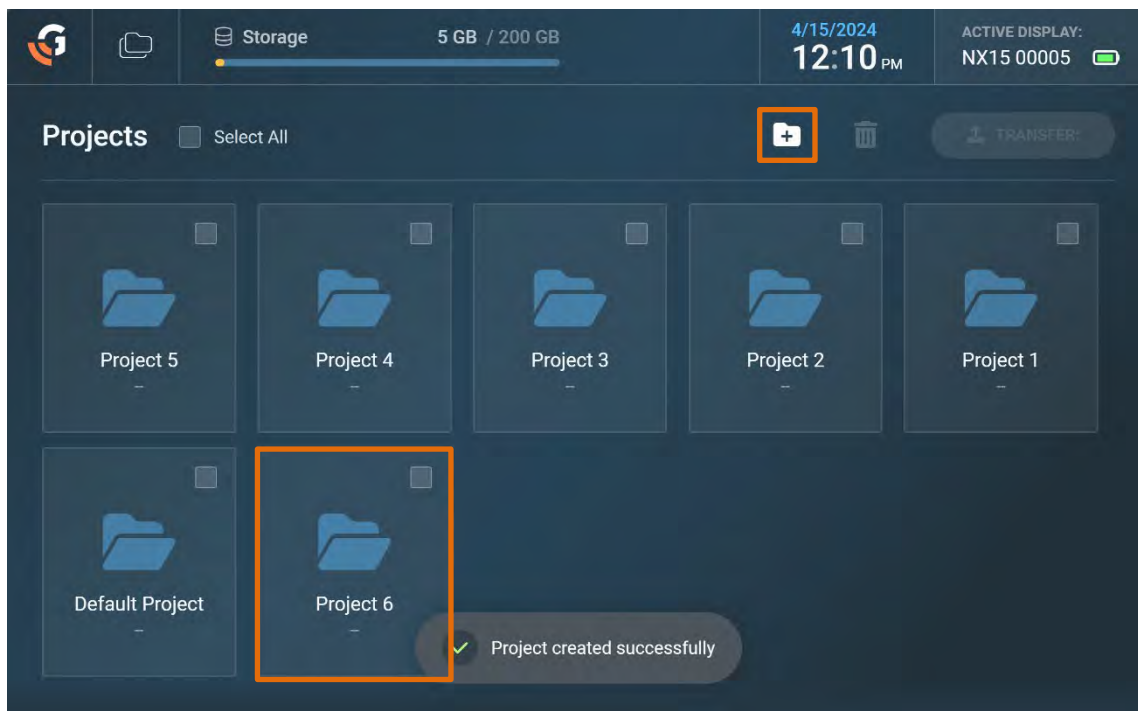 Storage 5 GB / 200 GB
4/15/2024
12:10 PM
ACTIVE DISPLAY:
NX15 00005
Projects Select All TRANSFER:
Project 5 Project 4 Project 3 Project 2 Project 1
-- -- -- -- --
Default Project Project 6
-- --
Project created successfully